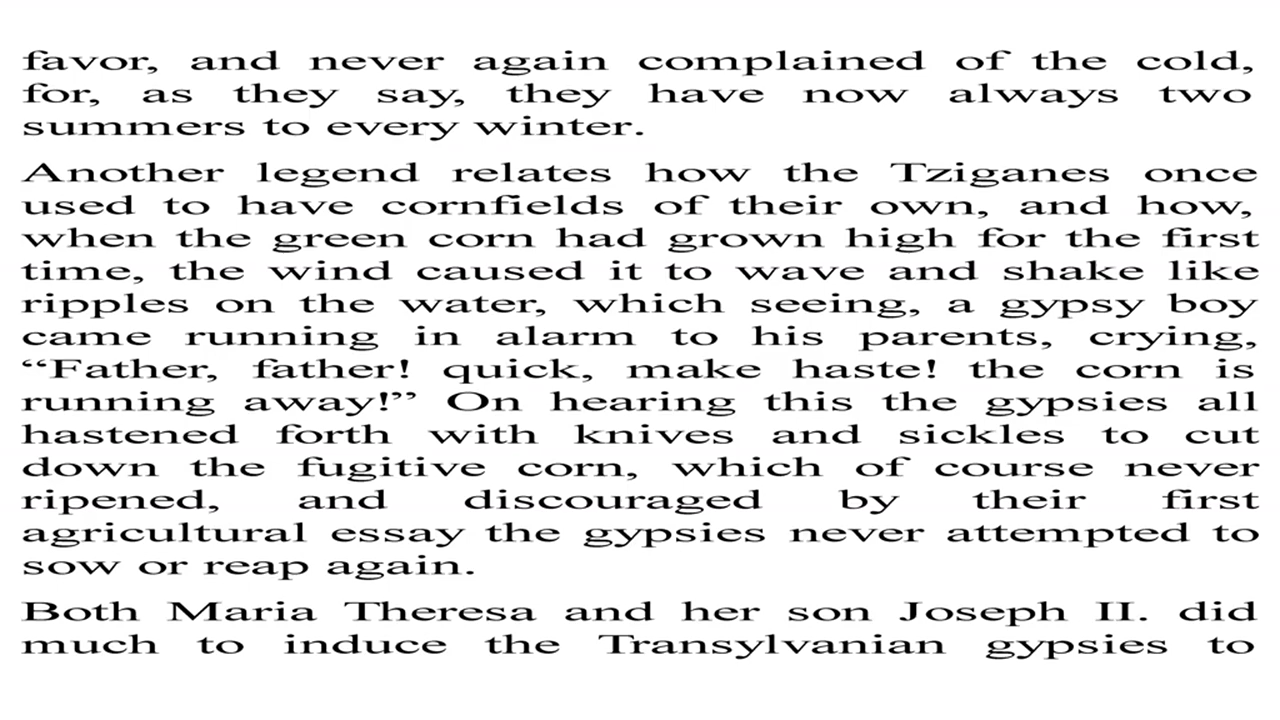 favor, and never again complained of the cold,
for, as they say, they have now always two
summers to every winter.
Another legend relates how the Tziganes once
used to have cornfields of their own, and how,
when the green corn had grown high for the first
time, the wind caused it to wave and shake like
ripples on the water, which seeing, a gypsy boy
came running in alarm to his parents, crying,
“Father, father! quick, make haste! the corn is
running away!” On hearing this the gypsies all
hastened forth with knives and sickles to cut
down the fugitive corn, which of course never
ripened, and discouraged by their first
agricultural essay the gypsies never attempted to
sow or reap again.
Both Maria Theresa and her son Joseph II. did
much to induce the Transylvanian gypsies to